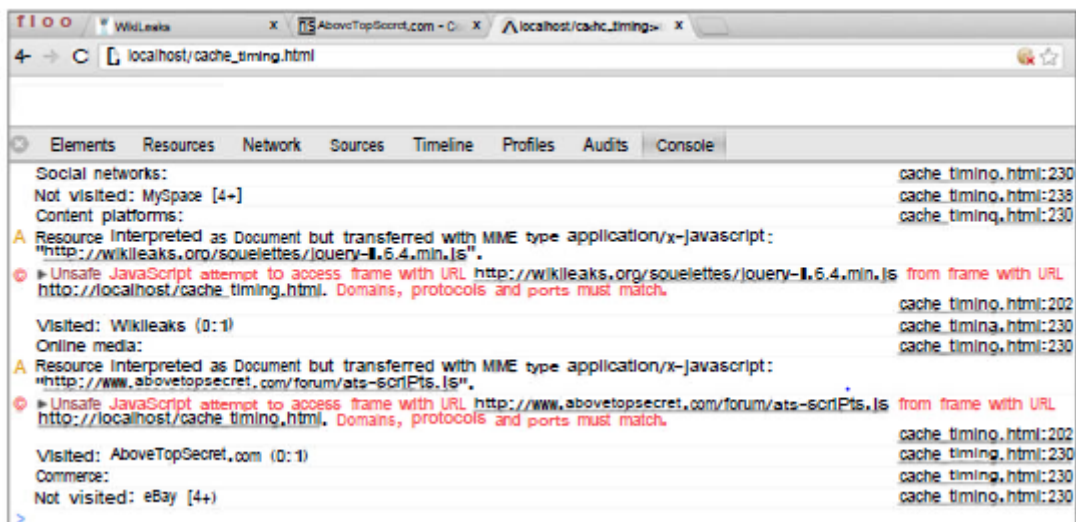 floo WikiLeaks x AboveTopSecret.com - C x localhost/cache_timing x
localhost/cache_timing.html
Elements Resources Network Sources Timeline Profiles Audits Console
Social networks: cache_timing.html:230
Not visited: MySpace [4+] cache_timing.html:238
Content platforms: cache_timing.html:230
Resource interpreted as Document but transferred with MIME type application/x-javascript:
"http://wikileaks.org/squelettes/jquery-1.6.4.min.js".
Unsafe JavaScript attempt to access frame with URL http://wikileaks.org/squelettes/jquery-1.6.4.min.js from frame with URL
http://localhost/cache_timing.html. Domains, protocols and ports must match.
cache_timing.html:202
Visited: Wikileaks (0:1) cache_timing.html:230
Online media: cache_timing.html:230
Resource interpreted as Document but transferred with MIME type application/x-javascript:
"http://www.abovetopsecret.com/forum/ats-scriPts.js".
Unsafe JavaScript attempt to access frame with URL http://www.abovetopsecret.com/forum/ats-scriPts.js from frame with URL
http://localhost/cache_timing.html. Domains, protocols and ports must match.
cache_timing.html:202
Visited: AboveTopSecret.com (0:1) cache_timing.html:230
Commerce: cache_timing.html:230
Not visited: eBay [4+) cache_timing.html:230
>